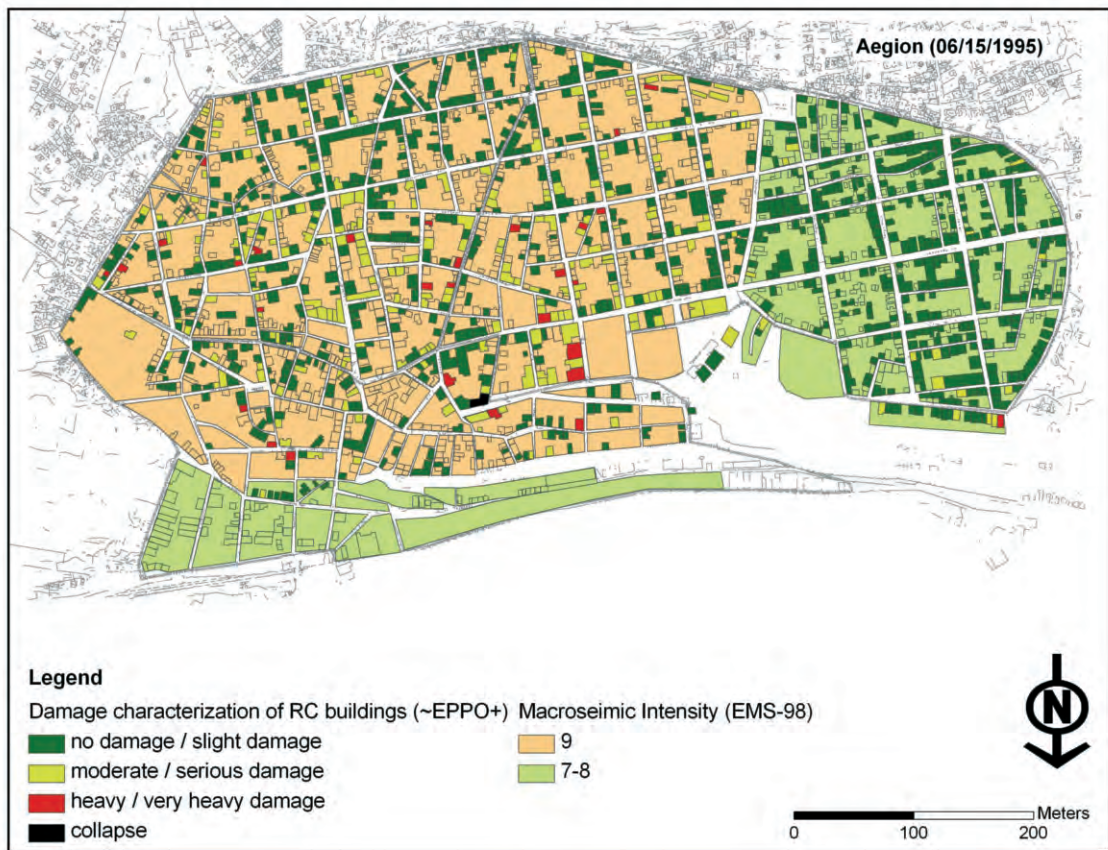 Aegion (06/15/1995)
Legend
Damage characterization of RC buildings (~EPPO+)
no damage / slight damage
moderate / serious damage
heavy / very heavy damage
collapse
Macroseimic Intensity (EMS-98)
9
7-8
N
Meters
0 100 200